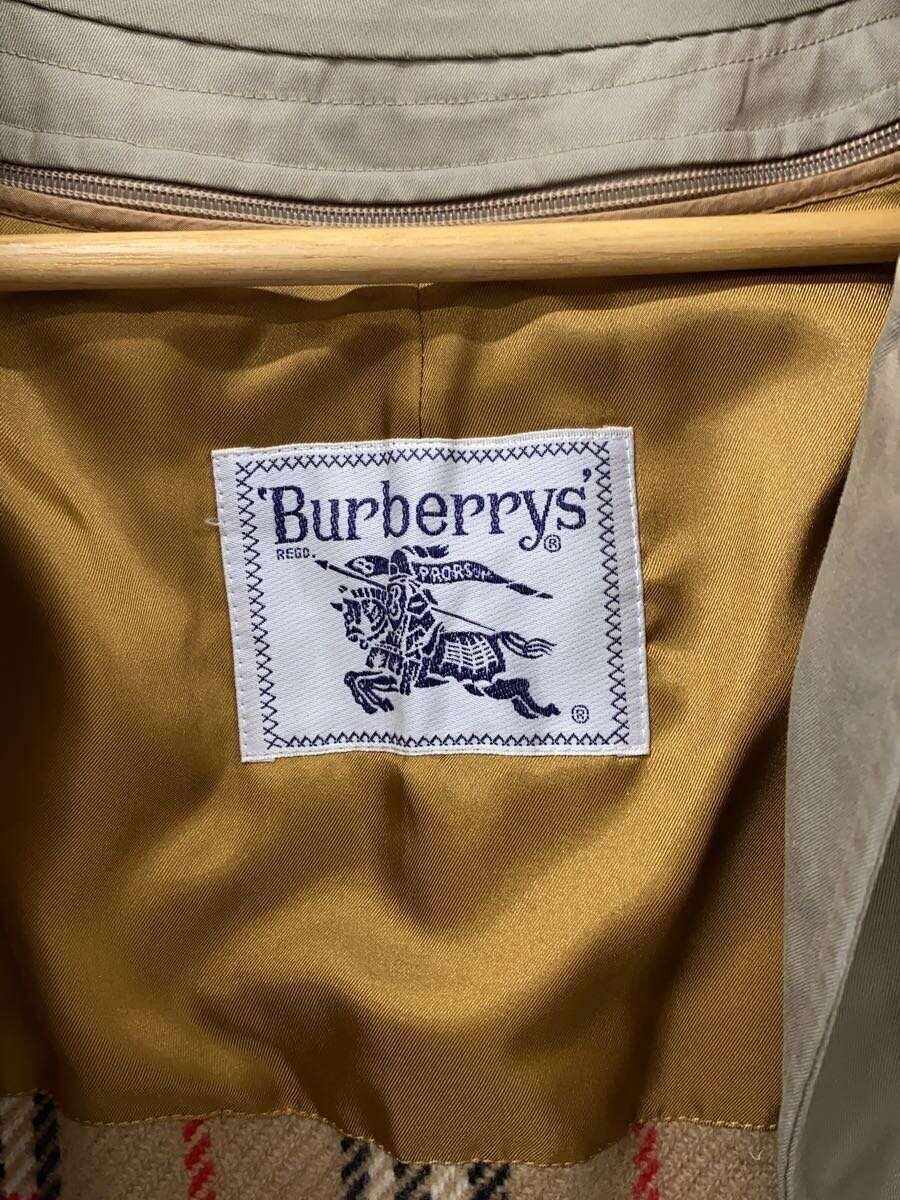 'Burberrys'®
REGD.
PRORSUM
®